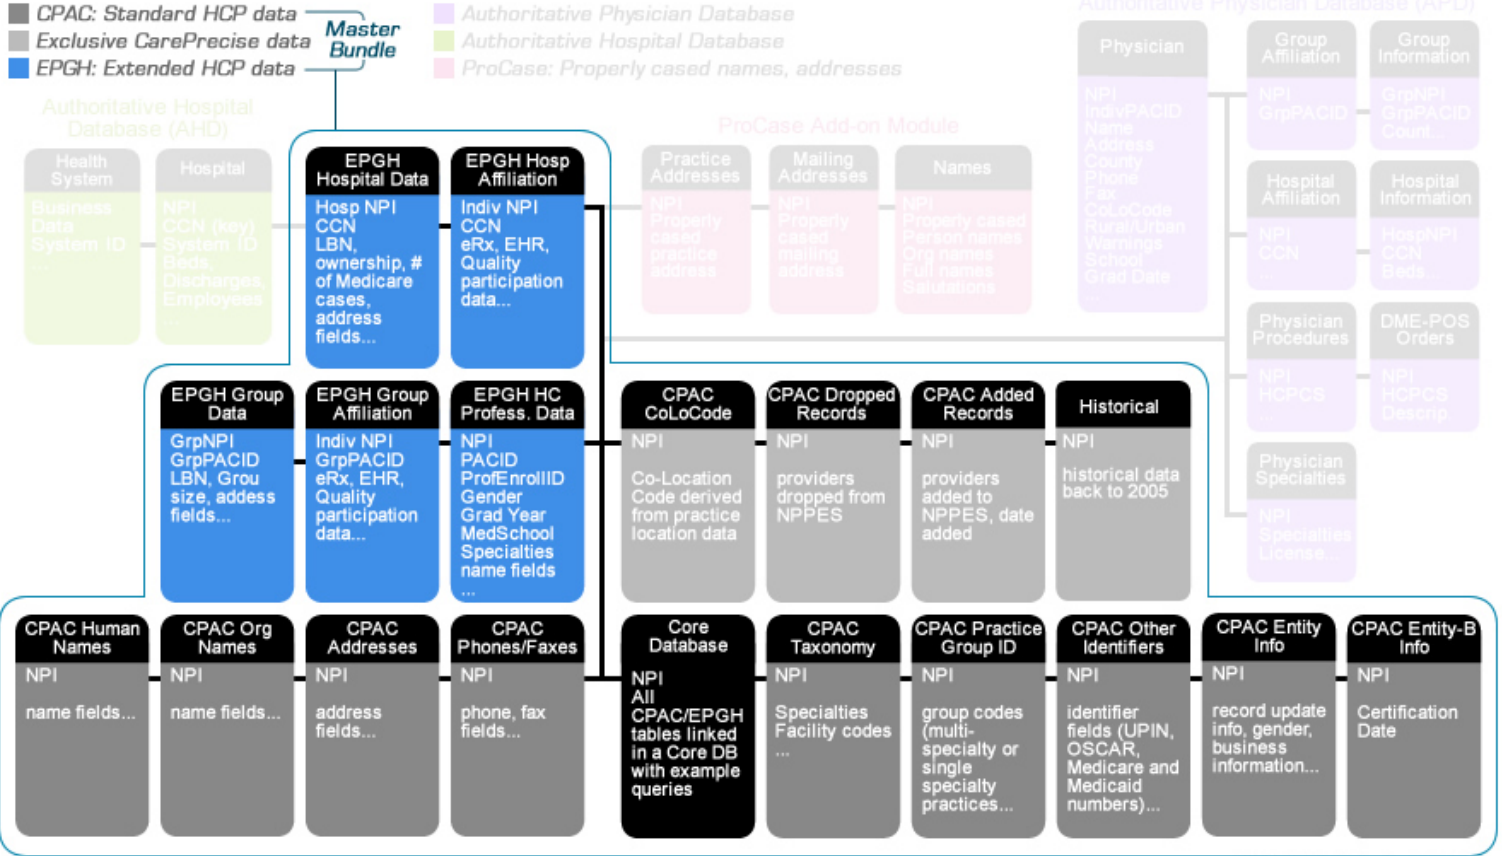 CPAC: Standard HCP data
Exclusive CarePrecise data
EPGH: Extended HCP data
Master
Bundle
Authoritative Physician Database
Authoritative Hospital Database
ProCase: Properly cased names, addresses
Authoritative Physician Database (APD)
Physician
NPI
IndivPACID
Name
Address
County
Phone
Fax
CoLoCode
Rural/Urban
Warnings
School
Grad Date
...
Group
Affiliation
NPI
GrpPACID
Group
Information
GrpNPI
GrpPACID
Count...
Hospital
Affiliation
NPI
CCN
...
Hospital
Information
HospNPI
CCN
Beds...
Physician
Procedures
NPI
HCPCS
...
DME-POS
Orders
NPI
HCPCS
Descrip.
Physician
Specialties
NPI
Specialties
License...
Authoritative Hospital
Database (AHD)
Health
System
Business
Data
System ID
...
Hospital
NPI
CCN (key)
System ID
Beds,
Discharges,
Employees
...
ProCase Add-on Module
Practice
Addresses
NPI
Properly
cased
practice
address
Mailing
Addresses
NPI
Properly
cased
mailing
address
Names
NPI
Properly cased
Person names
Org names
Full names
Salutations
EPGH
Hospital Data
Hosp NPI
CCN
LBN,
ownership, #
of Medicare
cases,
address
fields...
EPGH Hosp
Affiliation
Indiv NPI
CCN
eRx, EHR,
Quality
participation
data...
EPGH Group
Data
GrpNPI
GrpPACID
LBN, Grou
size, addess
fields...
EPGH Group
Affiliation
Indiv NPI
GrpPACID
eRx, EHR,
Quality
participation
data...
EPGH HC
Profess. Data
NPI
PACID
ProfEnrollID
Gender
Grad Year
MedSchool
Specialties
name fields
...
CPAC
CoLoCode
NPI
Co-Location
Code derived
from practice
location data
CPAC Dropped
Records
NPI
providers
dropped from
NPPES
CPAC Added
Records
NPI
providers
added to
NPPES, date
added
Historical
NPI
historical data
back to 2005
CPAC Human
Names
NPI
name fields...
CPAC Org
Names
NPI
name fields...
CPAC
Addresses
NPI
address
fields...
CPAC
Phones/Faxes
NPI
phone, fax
fields...
Core
Database
NPI
All
CPAC/EPGH
tables linked
in a Core DB
with example
queries
CPAC
Taxonomy
NPI
Specialties
Facility codes
...
CPAC Practice
Group ID
NPI
group codes
(multi-
specialty or
single
specialty
practices...
CPAC Other
Identifiers
NPI
identifier
fields (UPIN,
OSCAR,
Medicare and
Medicaid
numbers)...
CPAC Entity
Info
NPI
record update
info, gender,
business
information...
CPAC Entity-B
Info
NPI
Certification
Date